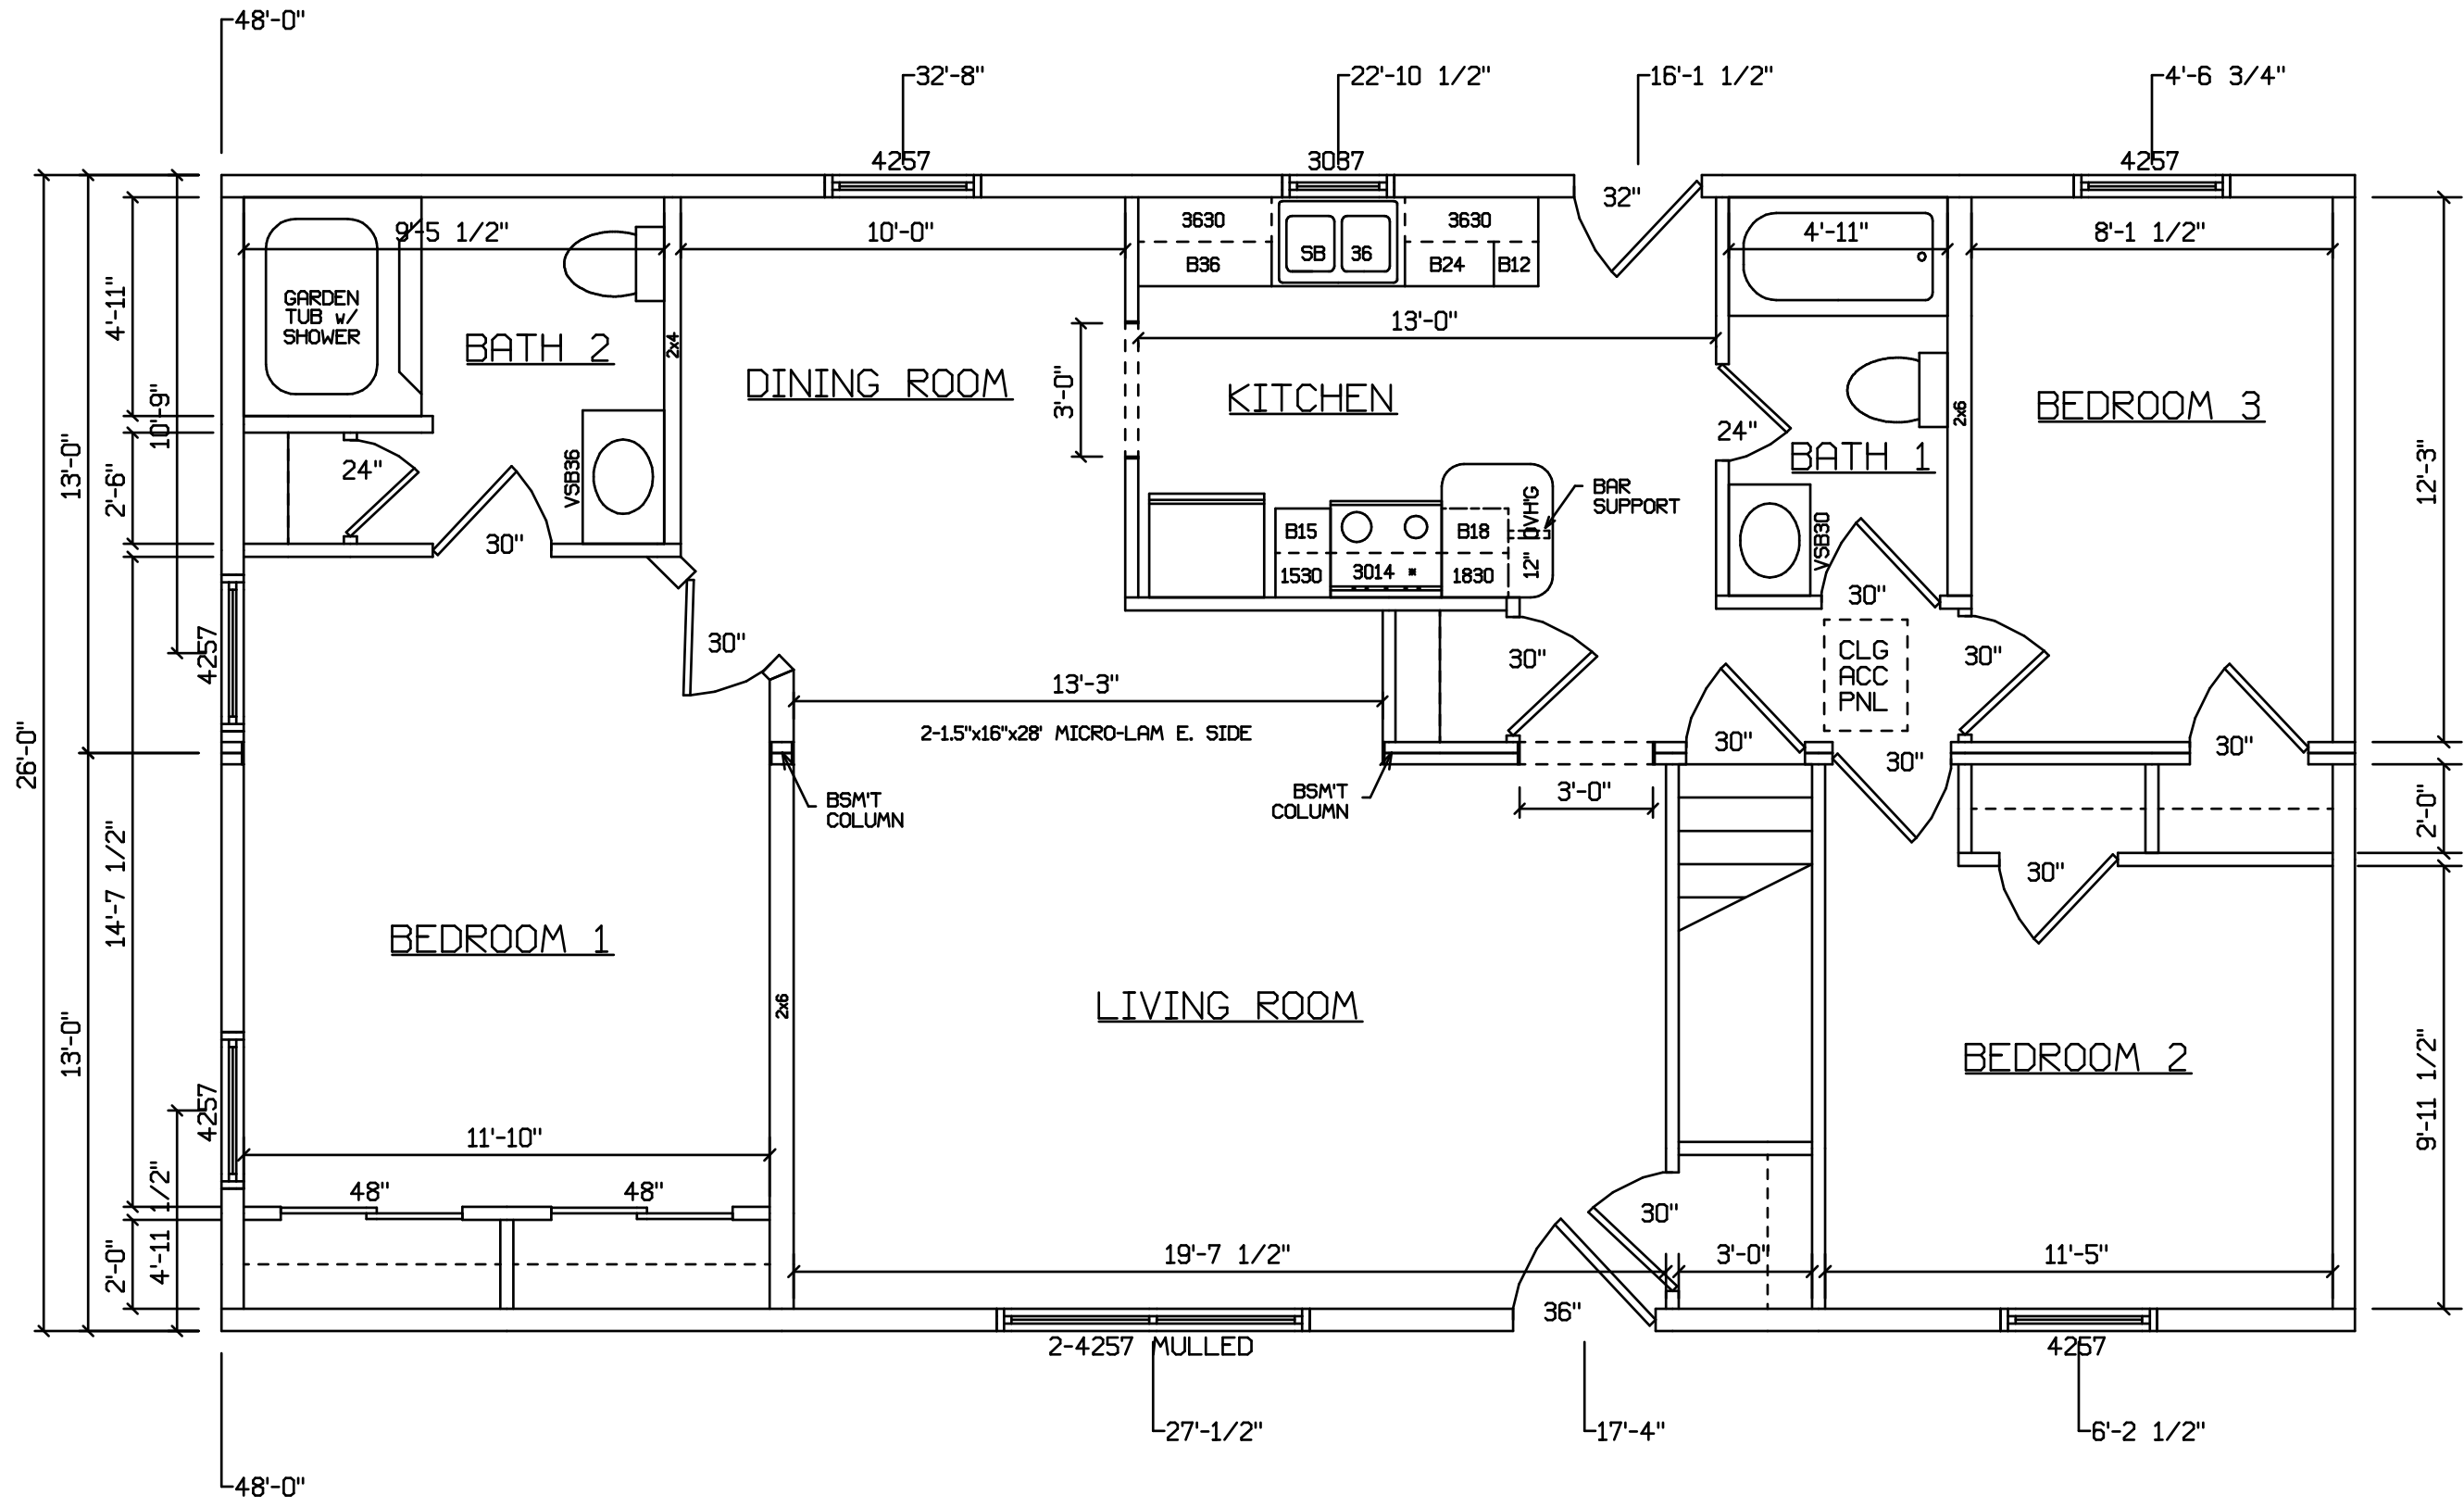 48'-0"
32'-8"
22'-10 1/2"
16'-1 1/2"
4'-6 3/4"
4257
3037
4257
32"
9'-5 1/2"
10'-0"
3630
3630
4'-11"
8'-1 1/2"
B36
SB
36
B24
B12
GARDEN
TUB w/
SHOWER
4'-11"
BATH 2
2x4
13'-0"
10'-9"
DINING ROOM
3'-0"
KITCHEN
2x6
BEDROOM 3
24"
BATH 1
13'-0"
2'-6"
24"
VSB36
12'-3"
BAR
SUPPORT
30"
B15
B18
12" OVH'G
VSB30
1530
3014 *
1830
30"
4257
30"
30"
CLG
ACC
PNL
30"
13'-3"
2-1.5"x16"x28' MICRO-LAM E. SIDE
30"
30"
30"
26'-0"
BSM'T
COLUMN
BSM'T
COLUMN
3'-0"
2'-0"
30"
14'-7 1/2"
BEDROOM 1
2x6
LIVING ROOM
13'-0"
BEDROOM 2
9'-11 1/2"
4257
11'-10"
48"
48"
30"
4'-11 1/2"
2'-0"
19'-7 1/2"
3'-0"
11'-5"
36"
2-4257 MULLED
4257
27'-1/2"
17'-4"
6'-2 1/2"
48'-0"